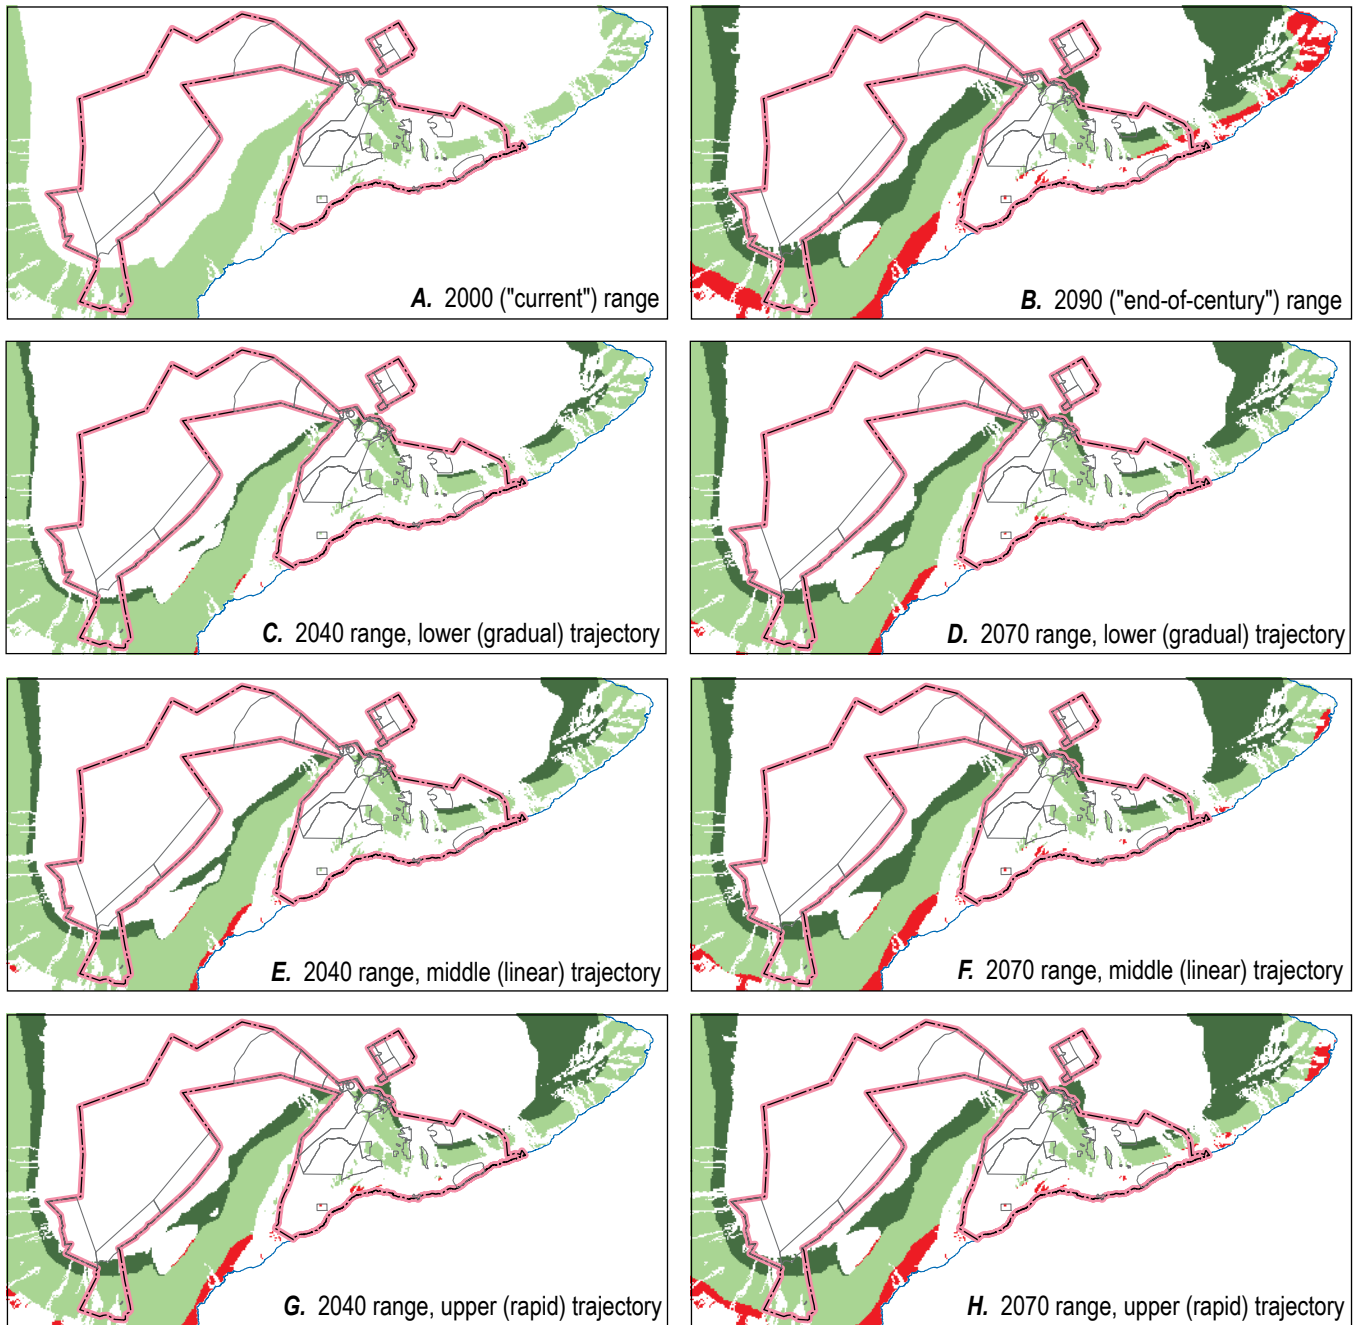 A. 2000 ("current") range
B. 2090 ("end-of-century") range
C. 2040 range, lower (gradual) trajectory
D. 2070 range, lower (gradual) trajectory
E. 2040 range, middle (linear) trajectory
F. 2070 range, middle (linear) trajectory
G. 2040 range, upper (rapid) trajectory
H. 2070 range, upper (rapid) trajectory